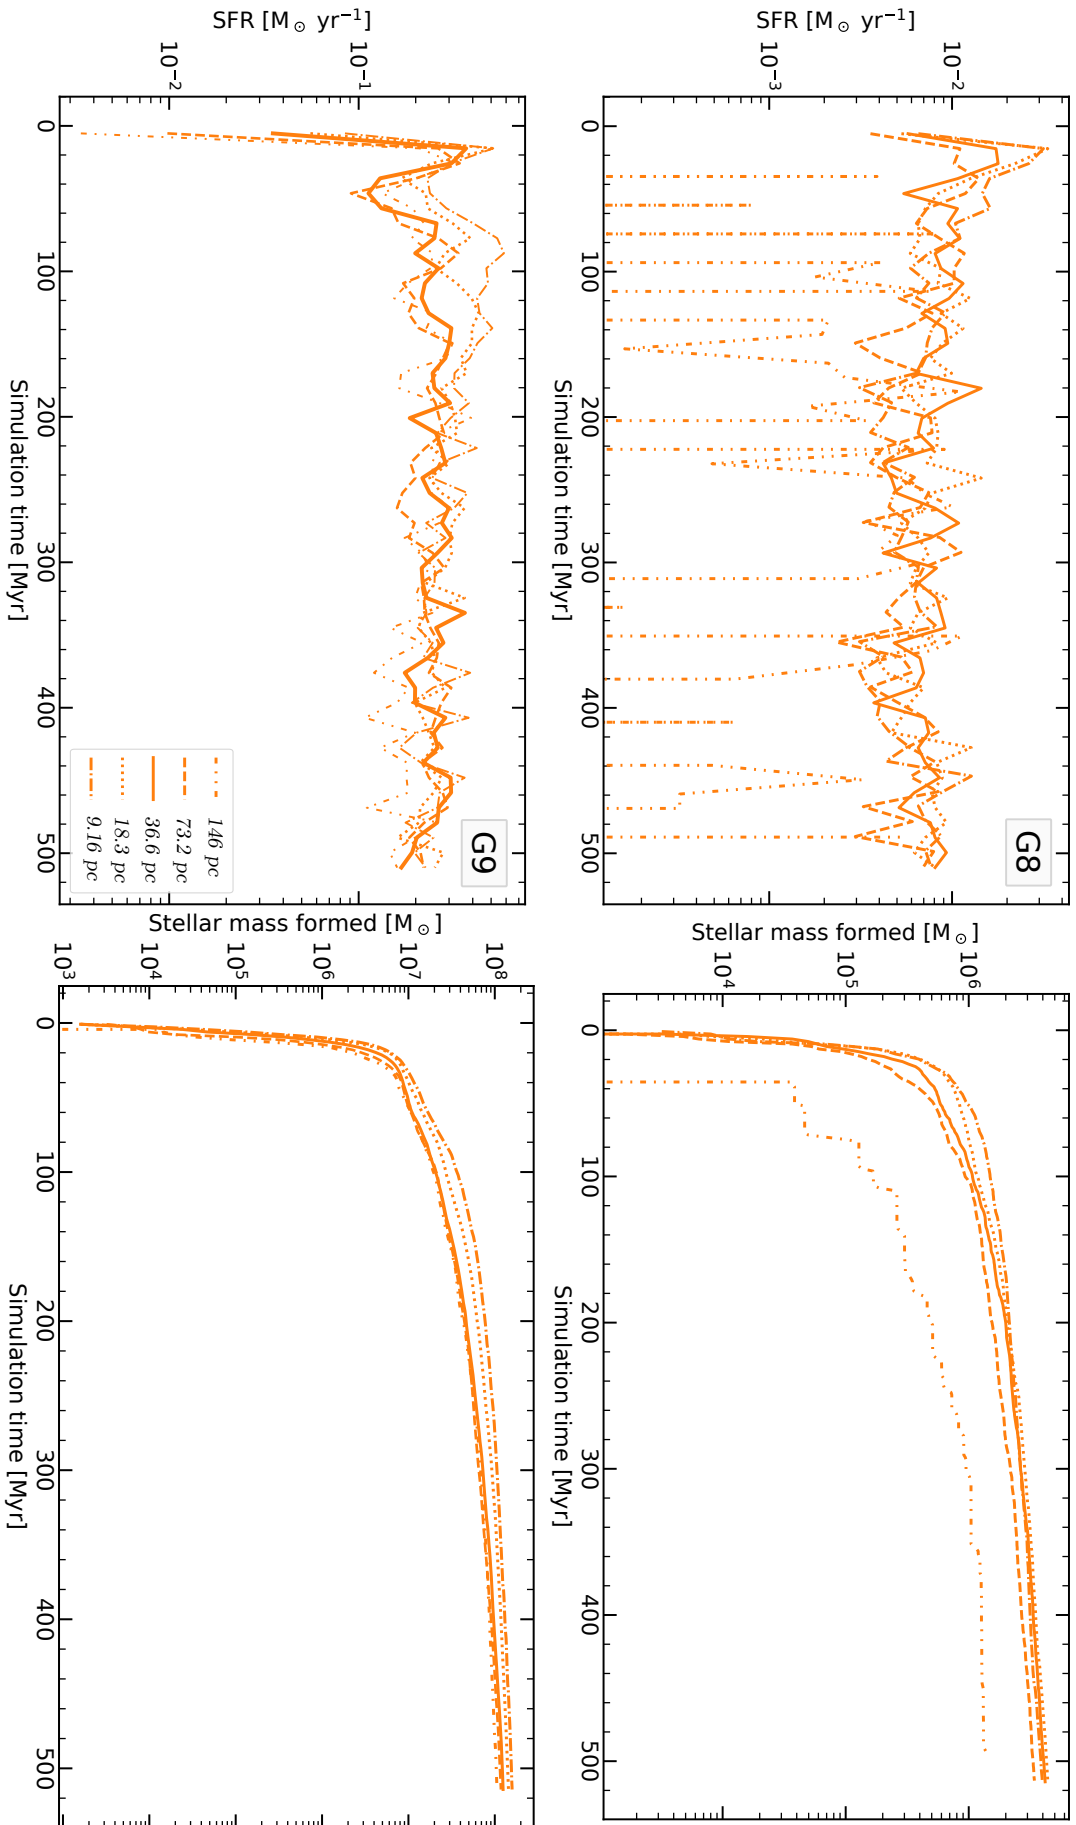 SFR [M⊙ yr⁻¹]
10⁻²
10⁻³
0
100
200
300
400
500
Simulation time [Myr]
G8
Stellar mass formed [M⊙]
10⁶
10⁵
10⁴
0
100
200
300
400
500
Simulation time [Myr]
SFR [M⊙ yr⁻¹]
10⁻¹
10⁻²
0
100
200
300
400
500
Simulation time [Myr]
G9
146 pc
73.2 pc
36.6 pc
18.3 pc
9.16 pc
Stellar mass formed [M⊙]
10⁸
10⁷
10⁶
10⁵
10⁴
10³
0
100
200
300
400
500
Simulation time [Myr]